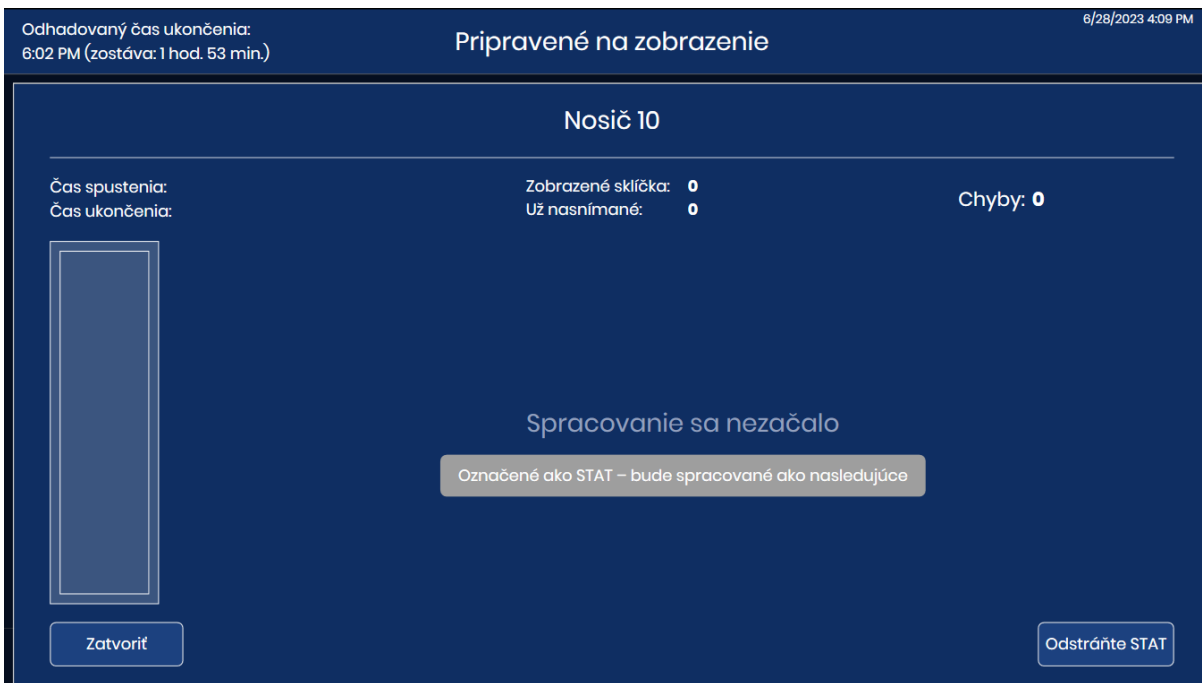 Odhadovaný čas ukončenia:
6:02 PM (zostáva: 1 hod. 53 min.)
Pripravené na zobrazenie
6/28/2023 4:09 PM
Nosič 10
Čas spustenia:
Čas ukončenia:
Zobrazené sklíčka: 0
Už nasnímané: 0
Chyby: 0
Spracovanie sa nezačalo
Označené ako STAT – bude spracované ako nasledujúce
Zatvoriť
Odstráňte STAT